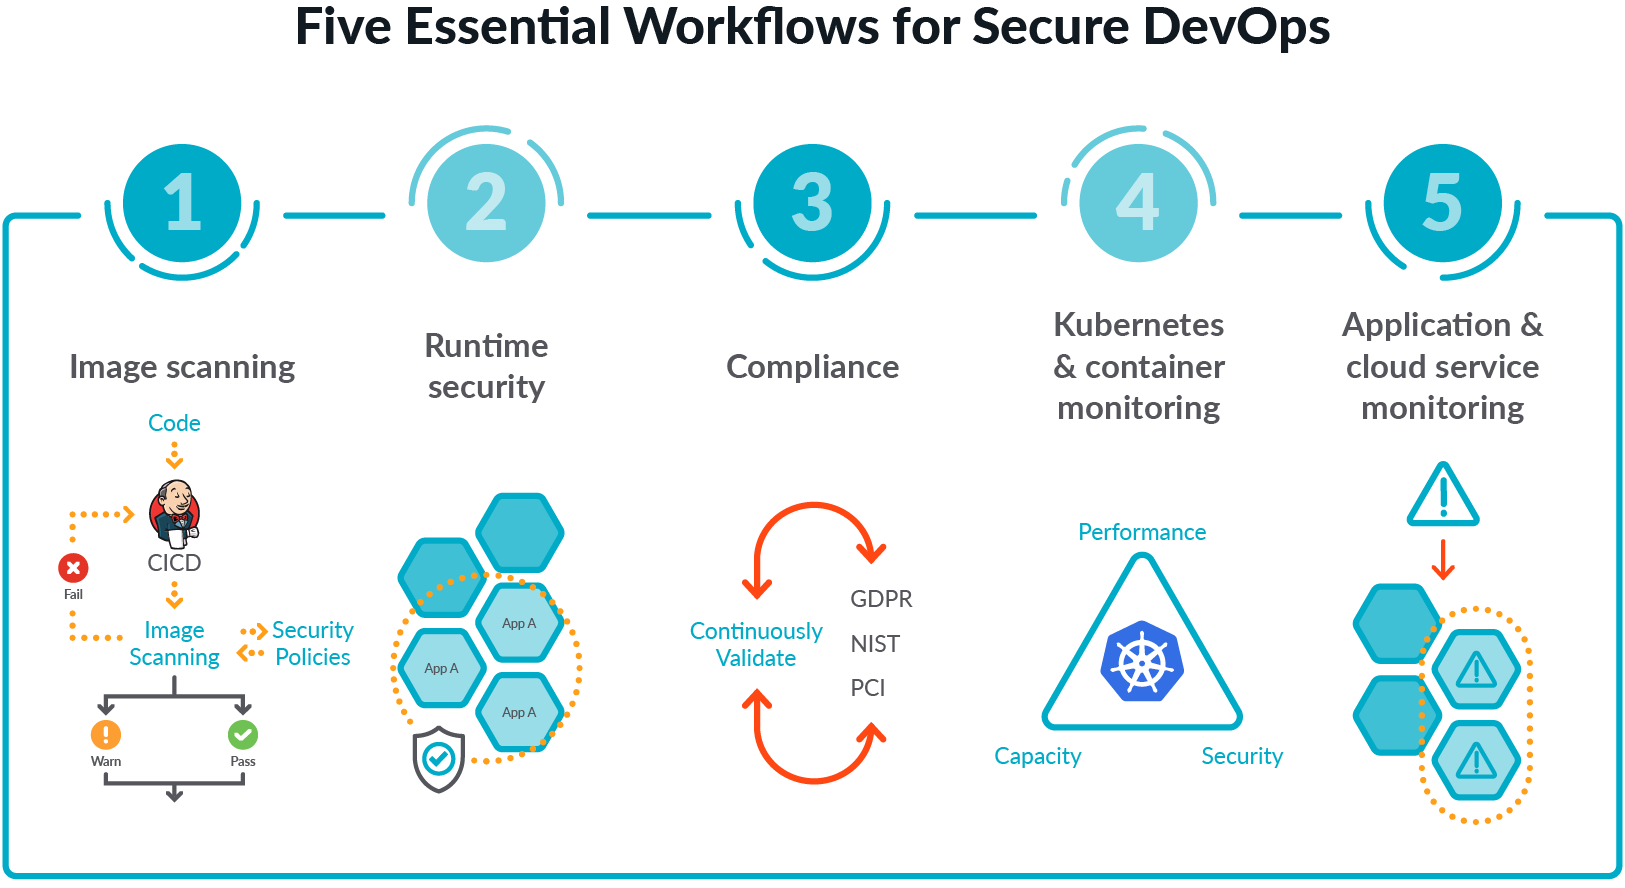 Five Essential Workflows for Secure DevOps
1
2
3
4
5
Image scanning
Code
CICD
Fail
Image
Scanning
Security
Policies
Warn
Pass
Runtime
security
App A
App A
App A
Compliance
Continuously
Validate
GDPR
NIST
PCI
Kubernetes
& container
monitoring
Performance
Capacity
Security
Application &
cloud service
monitoring